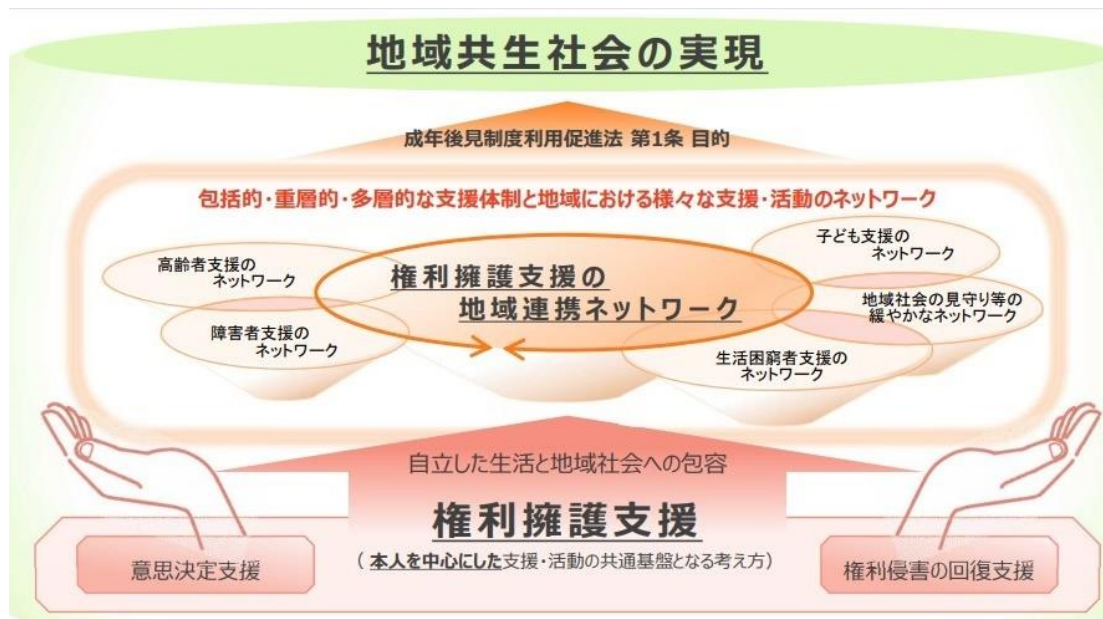 地域共生社会の実現
成年後見制度利用促進法 第1条 目的
包括的・重層的・多層的な支援体制と地域における様々な支援・活動のネットワーク
高齢者支援の
ネットワーク
障害者支援の
ネットワーク
権利擁護支援の
地域連携ネットワーク
子ども支援の
ネットワーク
地域社会の見守り等の
緩やかなネットワーク
生活困窮者支援の
ネットワーク
自立した生活と地域社会への包容
権利擁護支援
(本人を中心にした支援・活動の共通基盤となる考え方)
意思決定支援
権利侵害の回復支援